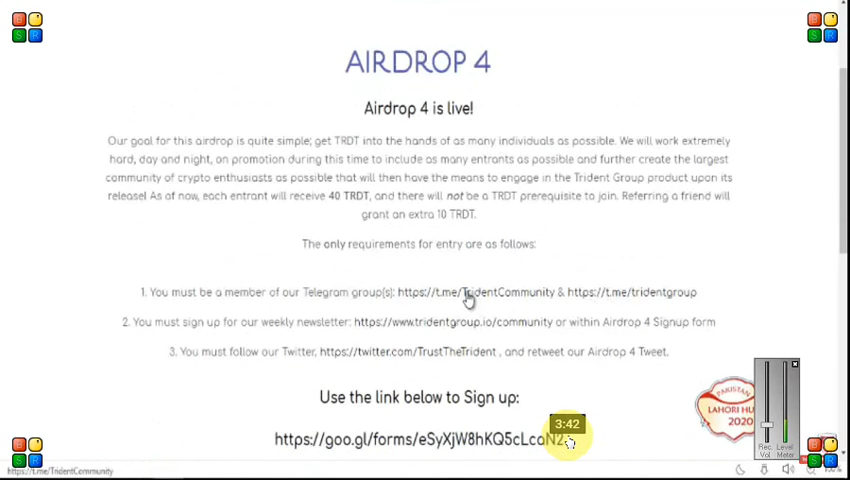 AIRDROP 4
Airdrop 4 is live!
Our goal for this airdrop is quite simple; get TRDT into the hands of as many individuals as possible. We will work extremely
hard, day and night, on promotion during this time to include as many entrants as possible and further create the largest
community of crypto enthusiasts as possible that will then have the means to engage in the Trident Group product upon its
release! As of now, each entrant will receive 40 TRDT, and there will not be a TRDT prerequisite to join. Referring a friend will
grant an extra 10 TRDT.
The only requirements for entry are as follows:
1. You must be a member of our Telegram group(s): https://t.me/TridentCommunity & https://t.me/tridentgroup
2. You must sign up for our weekly newsletter: https://www.tridentgroup.io/community or within Airdrop 4 Signup form
3. You must follow our Twitter, https://twitter.com/TrustTheTrident , and retweet our Airdrop 4 Tweet.
Use the link below to Sign up:
3:42
PAKISTAN
LAHORI
2020
Rec. Vol
Level Meter
https://t.me/TridentCommunity
B
S R
B
S R
B
S R
B
S R